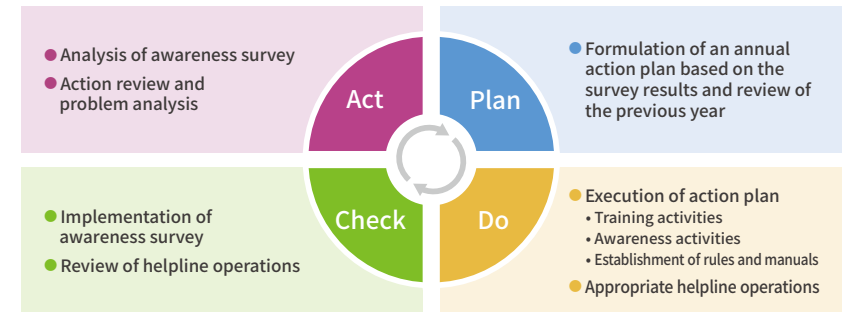 ● Analysis of awareness survey
● Action review and
problem analysis
Act
Plan
● Formulation of an annual
action plan based on the
survey results and review of
the previous year
● Implementation of
awareness survey
● Review of helpline operations
Check
Do
● Execution of action plan
• Training activities
• Awareness activities
• Establishment of rules and manuals
● Appropriate helpline operations